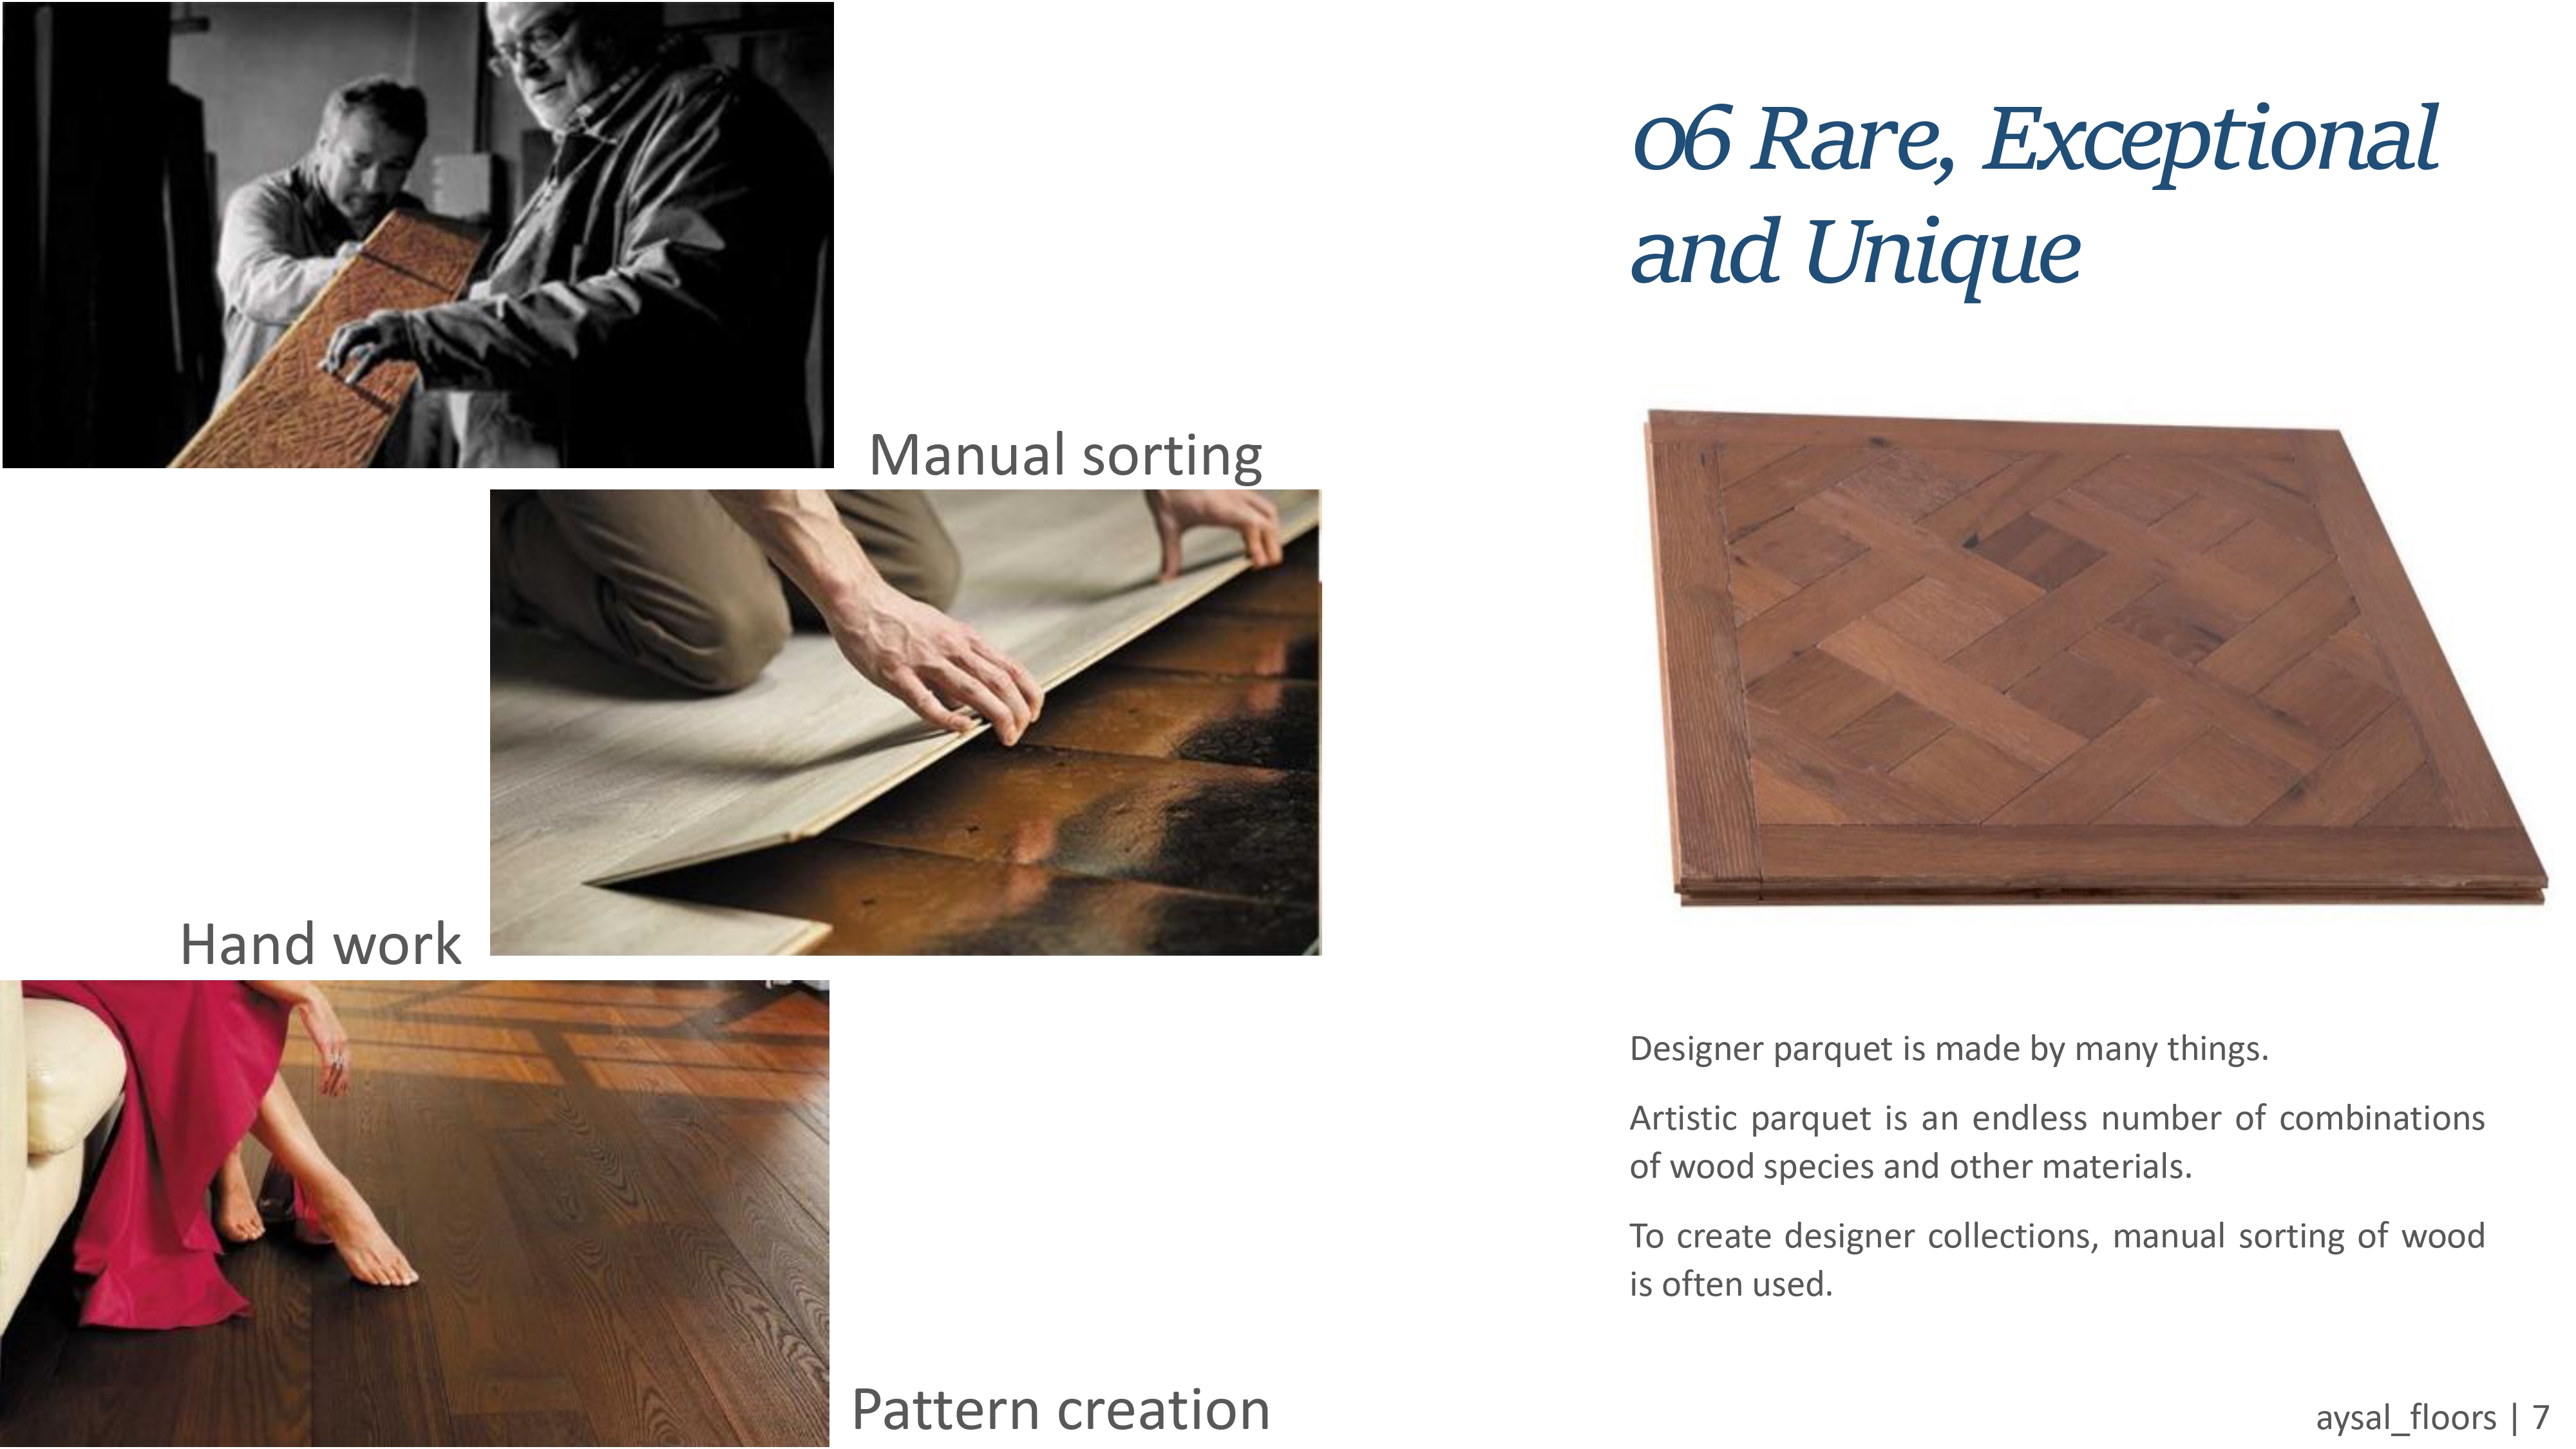 Manual sorting
Hand work
Pattern creation
06 Rare, Exceptional
and Unique
Designer parquet is made by many things.
Artistic parquet is an endless number of combinations
of wood species and other materials.
To create designer collections, manual sorting of wood
is often used.
aysal_floors | 7